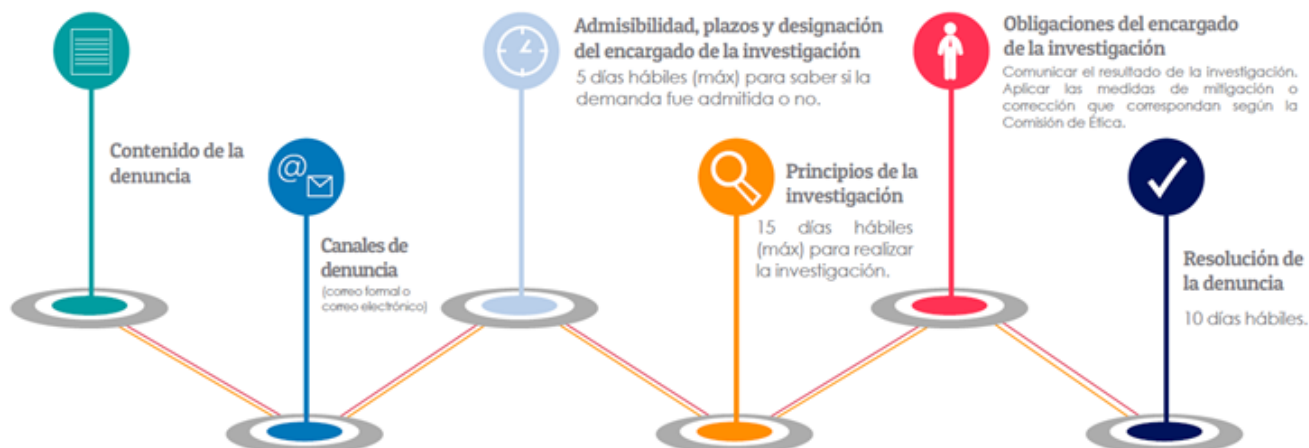 Contenido de la
denuncia
@
Canales de
denuncia
(correo formal o
correo electrónico)
Admisibilidad, plazos y designación
del encargado de la investigación
5 días hábiles (máx) para saber si la
demanda fue admitida o no.
Principios de la
investigación
15 días hábiles
(máx) para realizar
la investigación.
Obligaciones del encargado
de la investigación
Comunicar el resultado de la investigación.
Aplicar las medidas de mitigación o
corrección que correspondan según la
Comisión de Ética.
Resolución de
la denuncia
10 días hábiles.